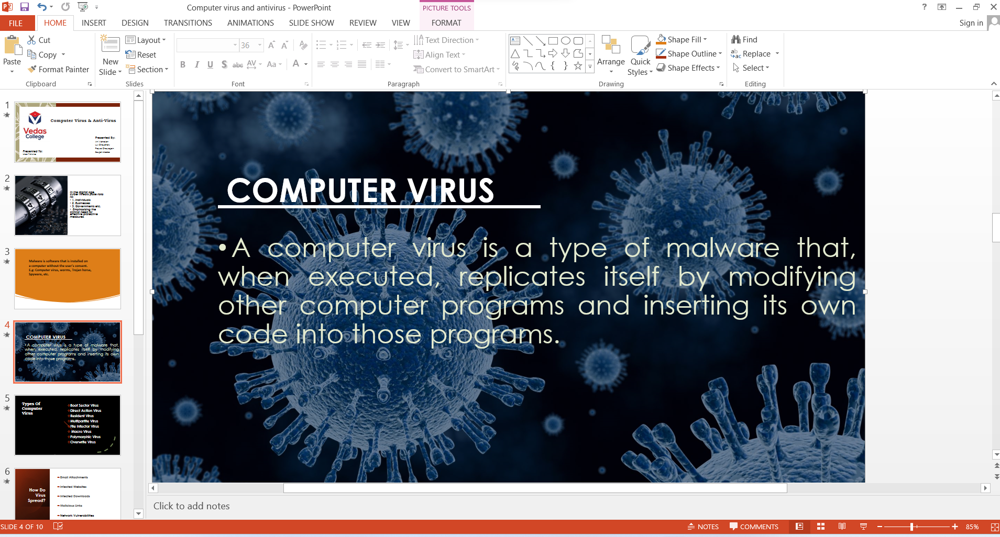 Computer virus and antivirus - PowerPoint
PICTURE TOOLS
?
FILE
HOME
INSERT
DESIGN
TRANSITIONS
ANIMATIONS
SLIDE SHOW
REVIEW
VIEW
FORMAT
Sign in
Paste
Cut
Copy
Format Painter
Clipboard
New
Slide
Layout
Reset
Section
Slides
36
B I U S abc AV Aa A
Font
Text Direction
Align Text
Convert to SmartArt
Paragraph
Arrange
Quick
Styles
Shape Fill
Shape Outline
Shape Effects
Drawing
Find
Replace
Select
Editing
1
Vedas
College
Computer Virus & Anti-Virus
Presented By:
Presented To:
2
In the digital age,
cyber threats pose risks
to:
• 1. Individuals
• 2. Businesses
• 3. Governments etc.
• Emphasizing the
critical need for
effective protective
measures.
3
Malware is software that is installed on
a computer without the user's consent.
E.g: Computer virus, worms, Trojan horse,
Spyware, etc.
4
COMPUTER VIRUS
•A computer virus is a type of malware that,
when executed, replicates itself by modifying
other computer programs and inserting its own
code into those programs.
5
Types Of
Computer
Virus
Boot Sector Virus
Direct Action Virus
Resident Virus
Multipartite Virus
File Infector Virus
Macro Virus
Polymorphic Virus
Overwrite Virus
6
How Do
Virus
Spread?
Email Attachments
Infected Websites
Infected Downloads
Malicious Links
Network Vulnerabilities
COMPUTER VIRUS
•A computer virus is a type of malware that,
when executed, replicates itself by modifying
other computer programs and inserting its own
code into those programs.
Click to add notes
SLIDE 4 OF 10
NOTES
COMMENTS
85%